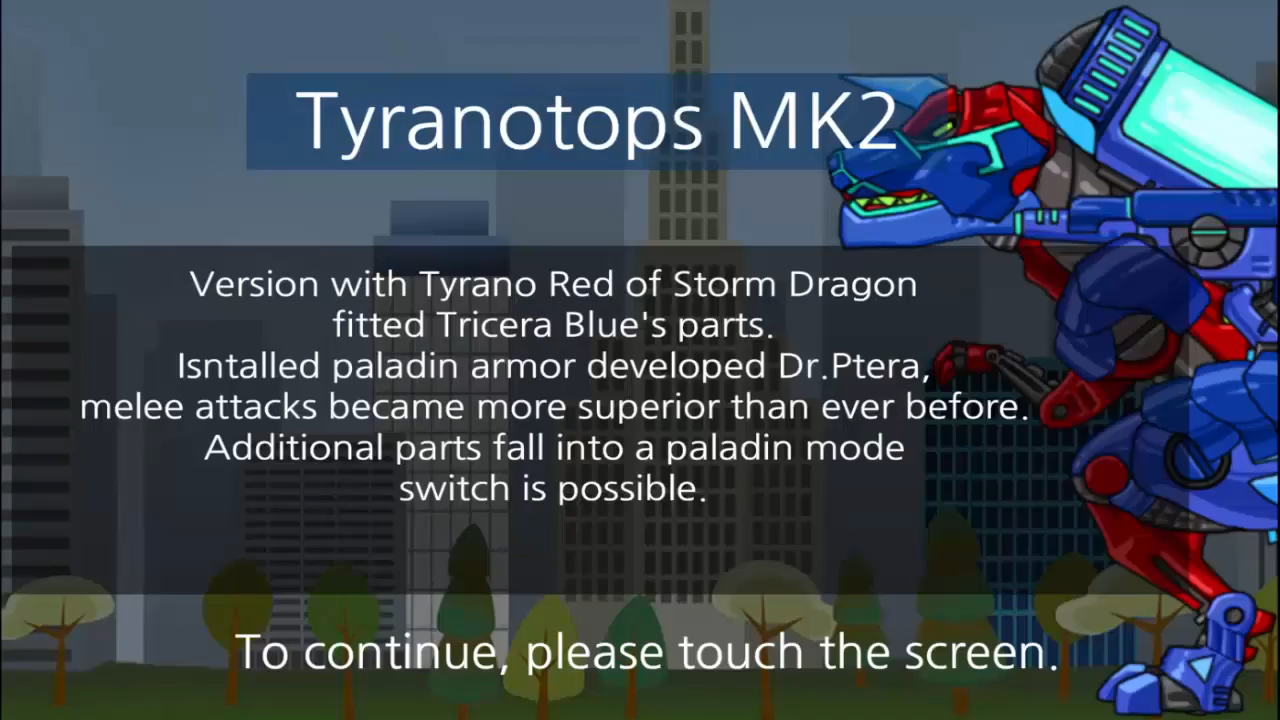 Tyranotops MK2
Version with Tyrano Red of Storm Dragon
fitted Tricera Blue's parts.
Isntalled paladin armor developed Dr.Ptera,
melee attacks became more superior than ever before.
Additional parts fall into a paladin mode
switch is possible.
To continue, please touch the screen.